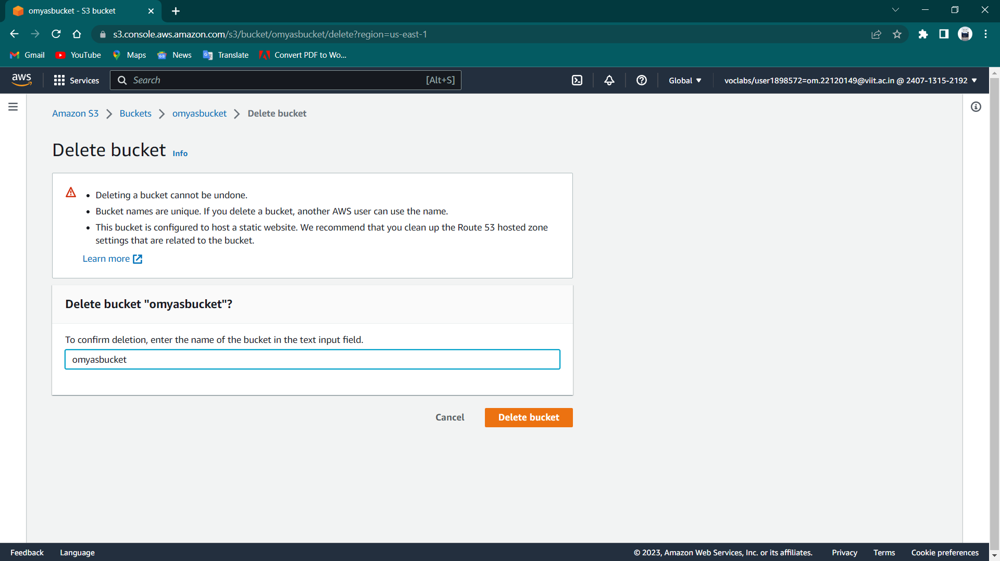 omyasbucket - S3 bucket
s3.console.aws.amazon.com/s3/bucket/omyasbucket/delete?region=us-east-1
Gmail YouTube Maps News Translate Convert PDF to Wo...
aws Services Search [Alt+S] Global voclabs/user1898572=om.22120149@viit.ac.in @ 2407-1315-2192
Amazon S3 Buckets omyasbucket Delete bucket
Delete bucket Info
• Deleting a bucket cannot be undone.
• Bucket names are unique. If you delete a bucket, another AWS user can use the name.
• This bucket is configured to host a static website. We recommend that you clean up the Route 53 hosted zone
settings that are related to the bucket.
Learn more
Delete bucket "omyasbucket"?
To confirm deletion, enter the name of the bucket in the text input field.
omyasbucket
Cancel Delete bucket
Feedback Language © 2023, Amazon Web Services, Inc. or its affiliates. Privacy Terms Cookie preferences